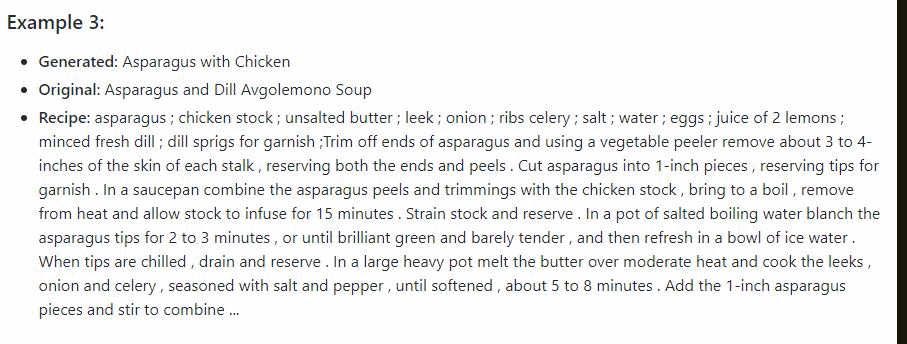 Example 3:
• Generated: Asparagus with Chicken
• Original: Asparagus and Dill Avgolemono Soup
• Recipe: asparagus ; chicken stock ; unsalted butter ; leek ; onion ; ribs celery ; salt ; water ; eggs ; juice of 2 lemons ;
minced fresh dill ; dill sprigs for garnish ;Trim off ends of asparagus and using a vegetable peeler remove about 3 to 4-
inches of the skin of each stalk , reserving both the ends and peels . Cut asparagus into 1-inch pieces , reserving tips for
garnish . In a saucepan combine the asparagus peels and trimmings with the chicken stock , bring to a boil , remove
from heat and allow stock to infuse for 15 minutes . Strain stock and reserve . In a pot of salted boiling water blanch the
asparagus tips for 2 to 3 minutes , or until brilliant green and barely tender , and then refresh in a bowl of ice water .
When tips are chilled , drain and reserve . In a large heavy pot melt the butter over moderate heat and cook the leeks ,
onion and celery , seasoned with salt and pepper , until softened , about 5 to 8 minutes . Add the 1-inch asparagus
pieces and stir to combine ...